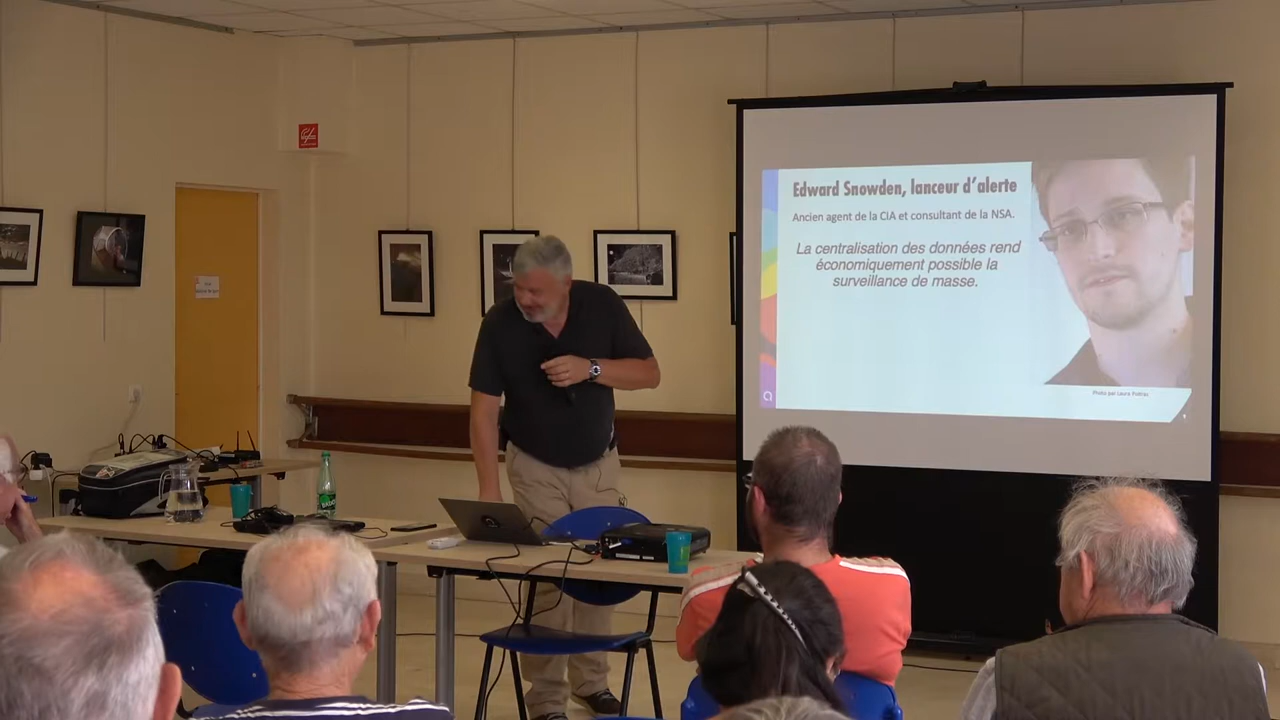 Edward Snowden, lanceur d'alerte
Ancien agent de la CIA et consultant de la NSA.
La centralisation des données rend
économiquement possible la
surveillance de masse.